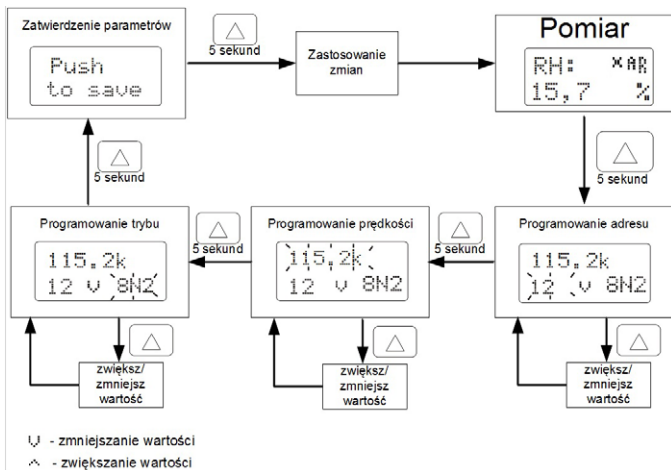 Zatwierdzenie parametrów
Push
to save
5 sekund
Zastosowanie
zmian
Pomiar
RH: ×AR
15,7 %
5 sekund
5 sekund
Programowanie trybu
115.2k
12 v 8N2
5 sekund
Programowanie prędkości
115.2k
12 v 8N2
5 sekund
Programowanie adresu
115.2k
12 v 8N2
zwiększ/
zmniejsz
wartość
zwiększ/
zmniejsz
wartość
zwiększ/
zmniejsz
wartość
v - zmniejszanie wartości
^ - zwiększanie wartości